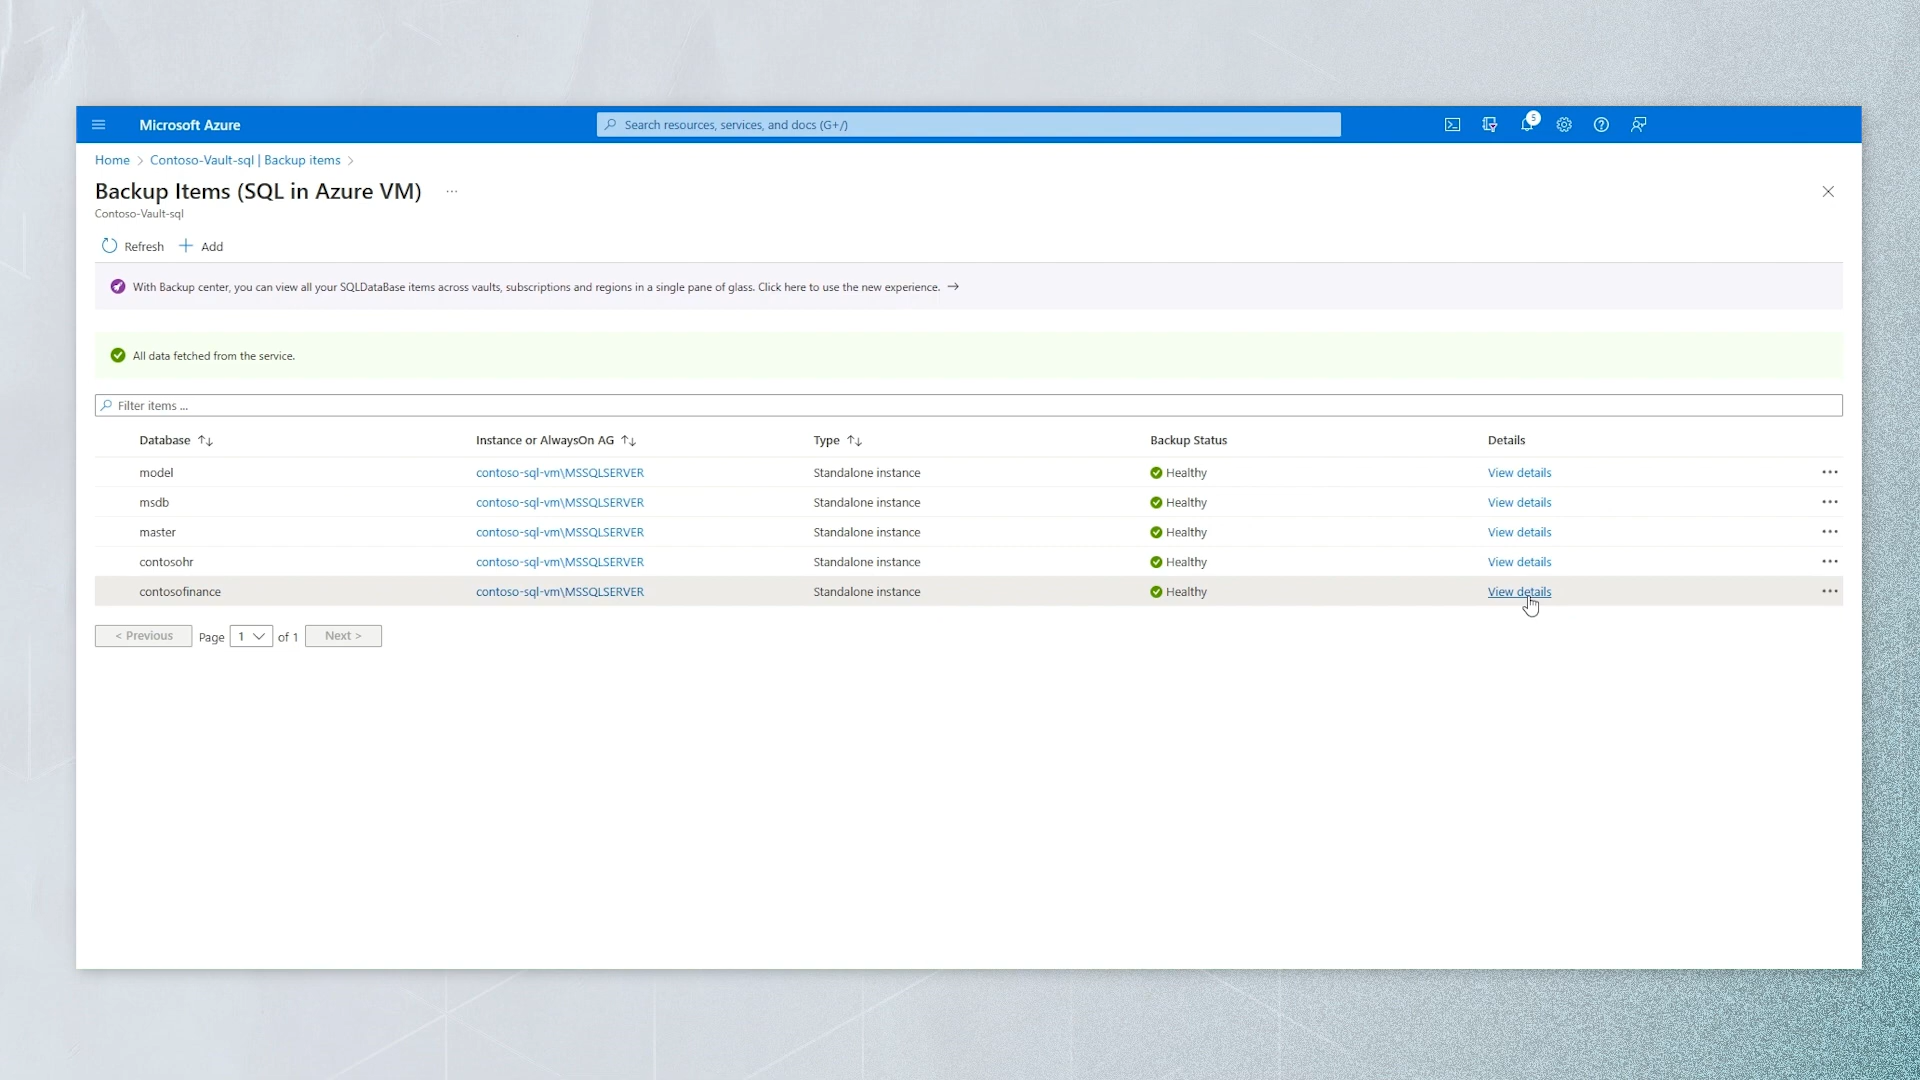 Microsoft Azure
Search resources, services, and docs (G+/)
5
Home > Contoso-Vault-sql | Backup items >
Backup Items (SQL in Azure VM) ...
Contoso-Vault-sql
Refresh + Add
With Backup center, you can view all your SQLDataBase items across vaults, subscriptions and regions in a single pane of glass. Click here to use the new experience. →
All data fetched from the service.
Filter items ...
Database ↑↓ Instance or AlwaysOn AG ↑↓ Type ↑↓ Backup Status Details
model contoso-sql-vm\MSSQLSERVER Standalone instance Healthy View details ...
msdb contoso-sql-vm\MSSQLSERVER Standalone instance Healthy View details ...
master contoso-sql-vm\MSSQLSERVER Standalone instance Healthy View details ...
contosohr contoso-sql-vm\MSSQLSERVER Standalone instance Healthy View details ...
contosofinance contoso-sql-vm\MSSQLSERVER Standalone instance Healthy View details ...
< Previous Page 1 of 1 Next >